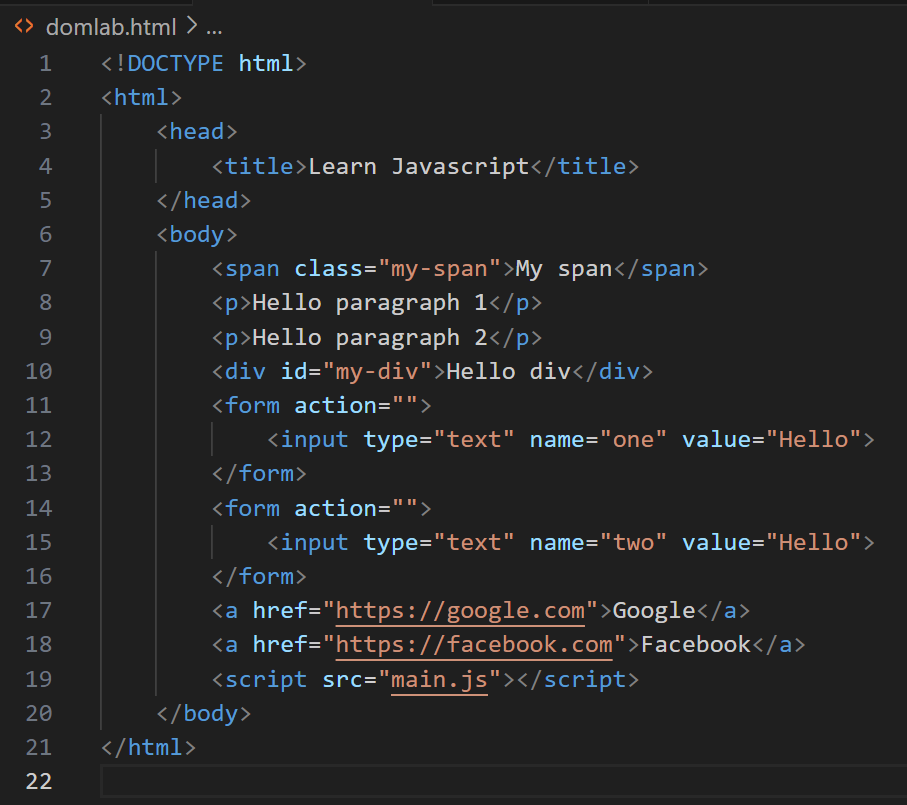 domlab.html > ...
1 <!DOCTYPE html>
2 <html>
3     <head>
4         <title>Learn Javascript</title>
5     </head>
6     <body>
7         <span class="my-span">My span</span>
8         <p>Hello paragraph 1</p>
9         <p>Hello paragraph 2</p>
10         <div id="my-div">Hello div</div>
11         <form action="">
12             <input type="text" name="one" value="Hello">
13         </form>
14         <form action="">
15             <input type="text" name="two" value="Hello">
16         </form>
17         <a href="https://google.com">Google</a>
18         <a href="https://facebook.com">Facebook</a>
19         <script src="main.js"></script>
20     </body>
21 </html>
22